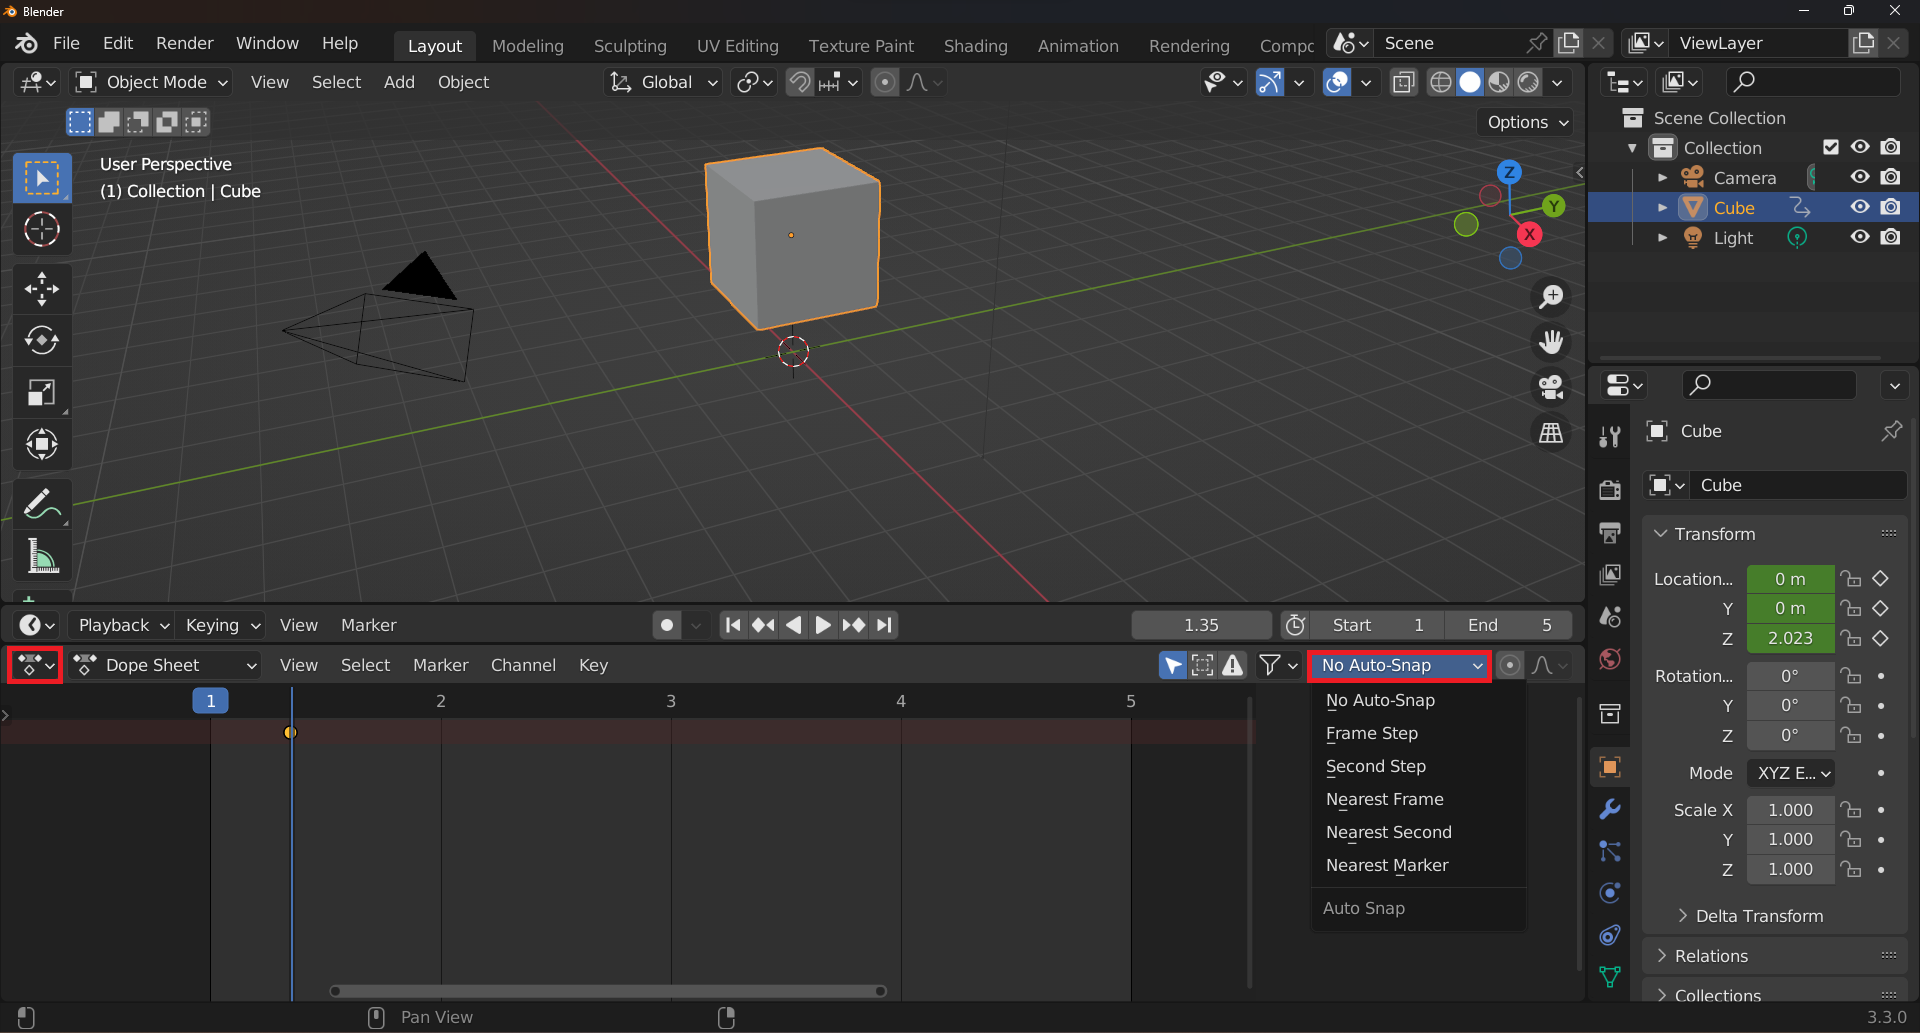 Blender
File Edit Render Window Help Layout Modeling Sculpting UV Editing Texture Paint Shading Animation Rendering Compc Scene ViewLayer
Object Mode View Select Add Object Global
Options
User Perspective
(1) Collection | Cube
Z
Y
X
Scene Collection
Collection
Camera
Cube
Light
Cube
Cube
Transform
Location... 0 m
Y 0 m
Z 2.023
Rotation... 0°
Y 0°
Z 0°
Mode XYZ E...
Scale X 1.000
Y 1.000
Z 1.000
Delta Transform
Relations
Collections
Playback Keying View Marker 1.35 Start 1 End 5
Dope Sheet View Select Marker Channel Key No Auto-Snap
1 2 3 4 5
No Auto-Snap
Frame Step
Second Step
Nearest Frame
Nearest Second
Nearest Marker
Auto Snap
Pan View 3.3.0